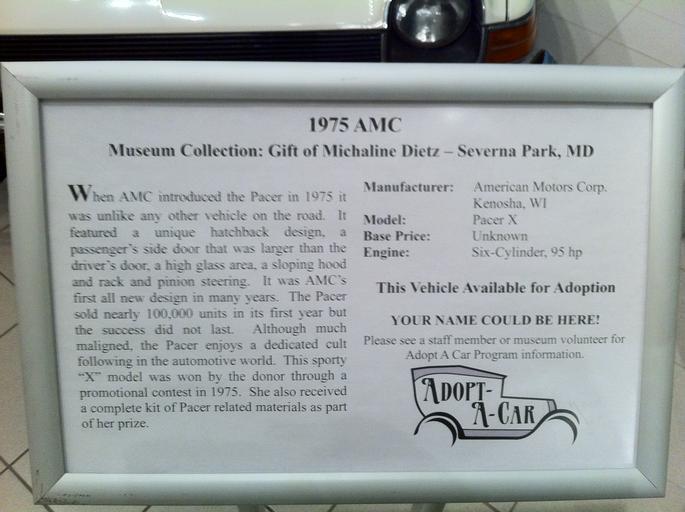 1975 AMC
Museum Collection: Gift of Michaline Dietz – Severna Park, MD
When AMC introduced the Pacer in 1975 it
was unlike any other vehicle on the road. It
featured a unique hatchback design, a
passenger's side door that was larger than the
driver's door, a high glass area, a sloping hood
and rack and pinion steering. It was AMC's
first all new design in many years. The Pacer
sold nearly 100,000 units in its first year but
the success did not last. Although much
maligned, the Pacer enjoys a dedicated cult
following in the automotive world. This sporty
"X" model was won by the donor through a
promotional contest in 1975. She also received
a complete kit of Pacer related materials as part
of her prize.
Manufacturer: American Motors Corp.
Kenosha, WI
Model: Pacer X
Base Price: Unknown
Engine: Six-Cylinder, 95 hp
This Vehicle Available for Adoption
YOUR NAME COULD BE HERE!
Please see a staff member or museum volunteer for
Adopt A Car Program information.
ADOPT-
A-CAR